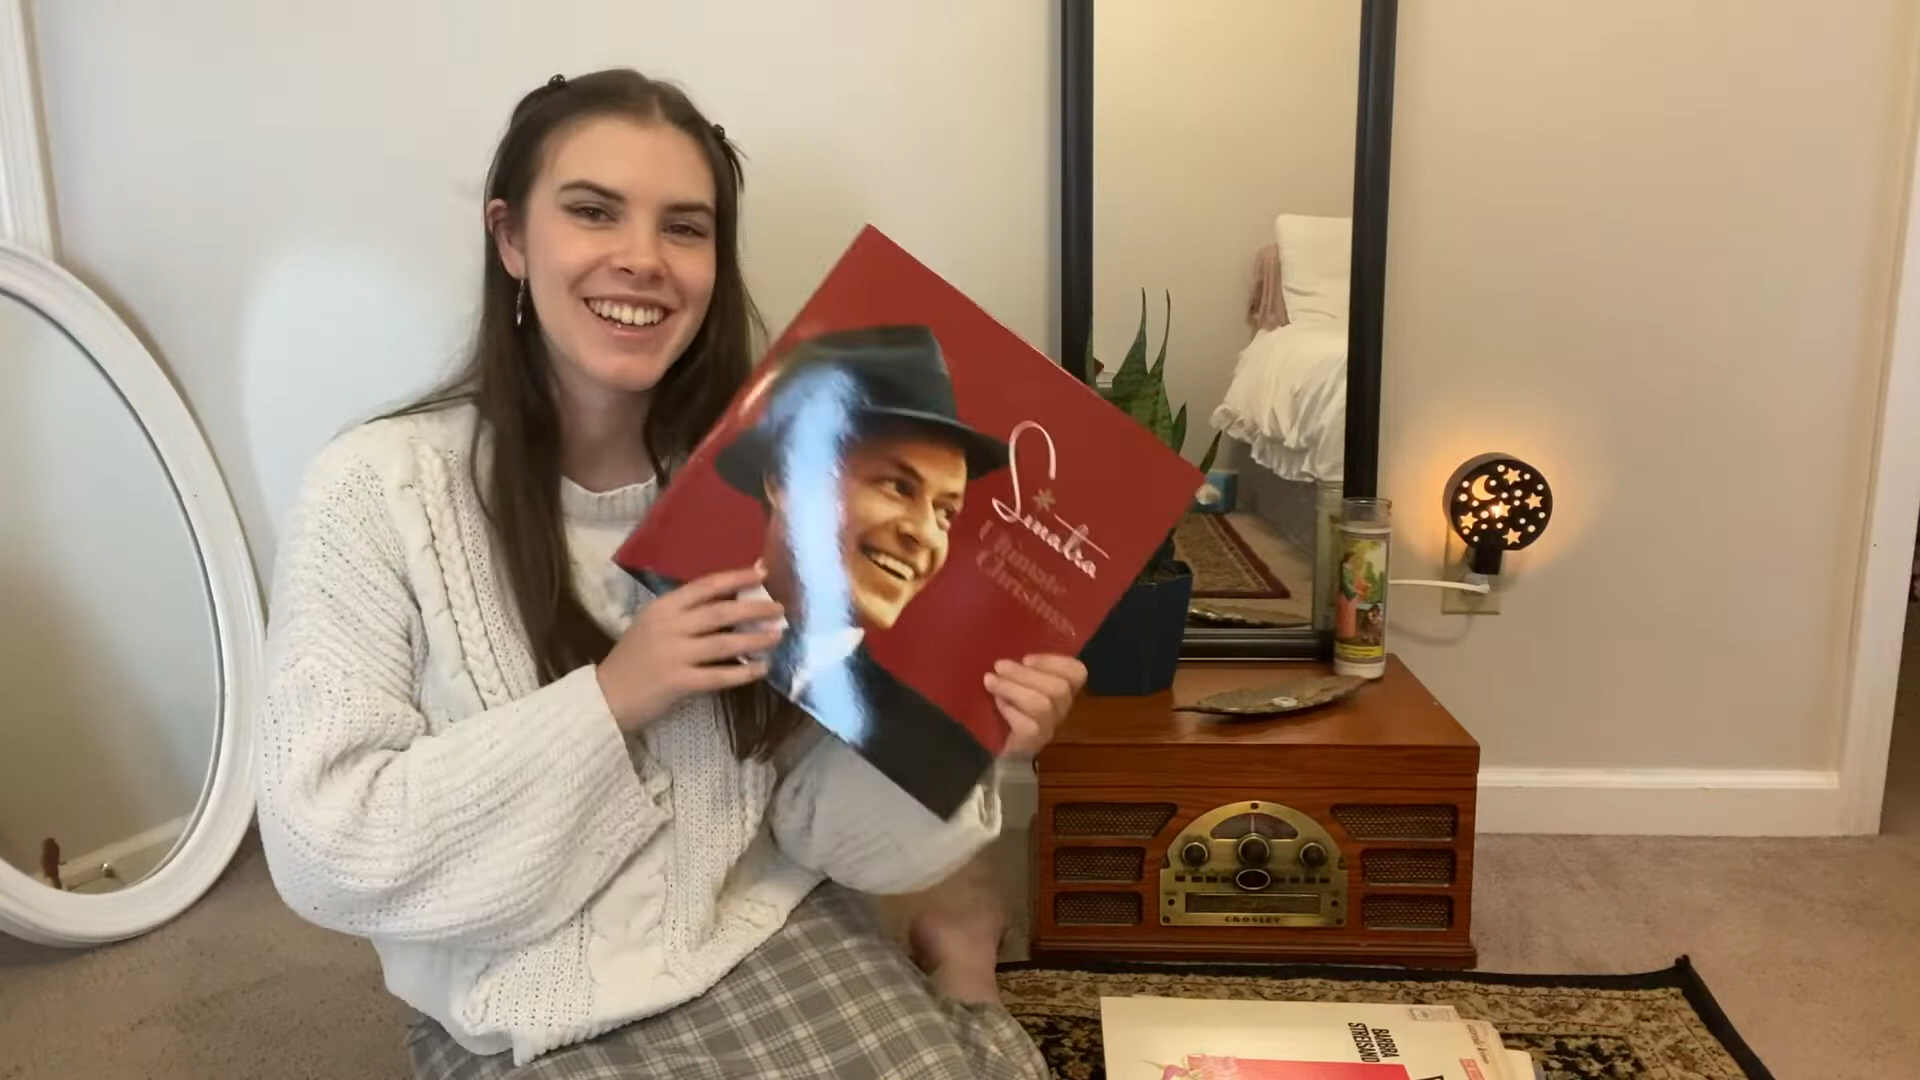 Sinatra
Ultimate
Christmas
CROSLEY
BARBRA
STREISAND